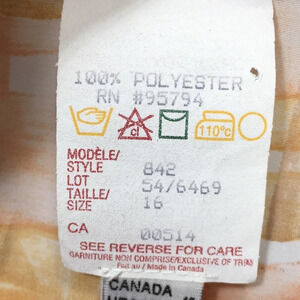 100% POLYESTER
RN #95794
cl 110°C
MODÈLE/
STYLE 842
LOT 54/6469
TAILLE/
SIZE 16
CA 00514
SEE REVERSE FOR CARE
GARNITURE NON COMPRISE/EXCLUSIVE OF TRIM
Fait au / Made in Canada
CANADA